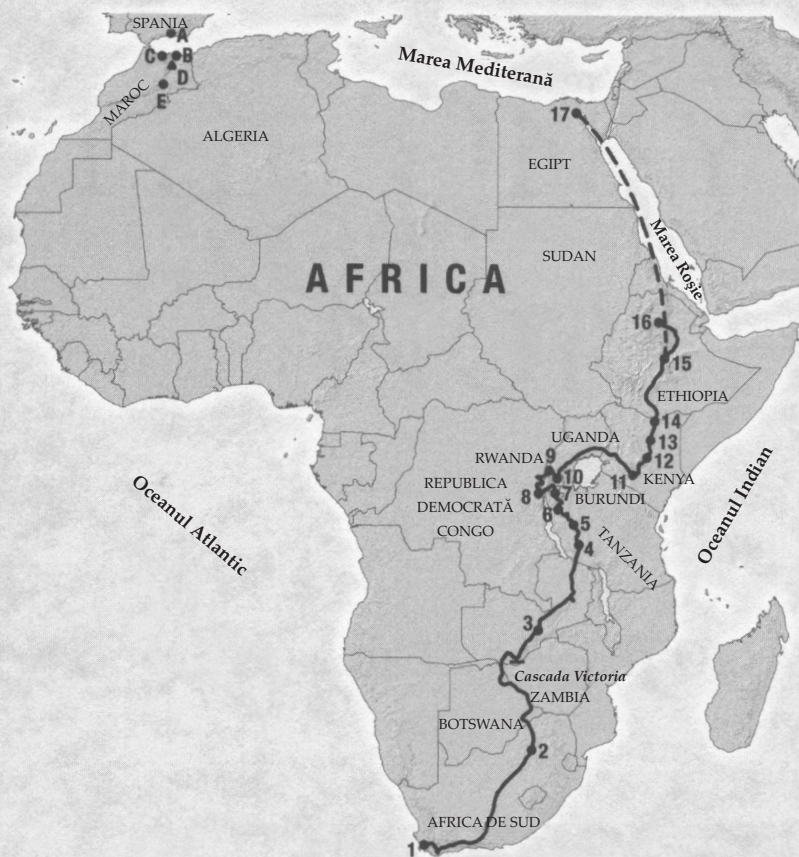 SPANIA
A
C
B
D
E
MAROC
Marea Mediterană
ALGERIA
17
EGIPT
SUDAN
Marea Roșie
AFRICA
16
15
ETHIOPIA
14
13
12
UGANDA
9
RWANDA
10
11
KENYA
REPUBLICA
DEMOCRATĂ
CONGO
8
7
BURUNDI
6
5
4
TANZANIA
Oceanul Atlantic
Oceanul Indian
3
Cascada Victoria
ZAMBIA
BOTSWANA
2
AFRICA DE SUD
1